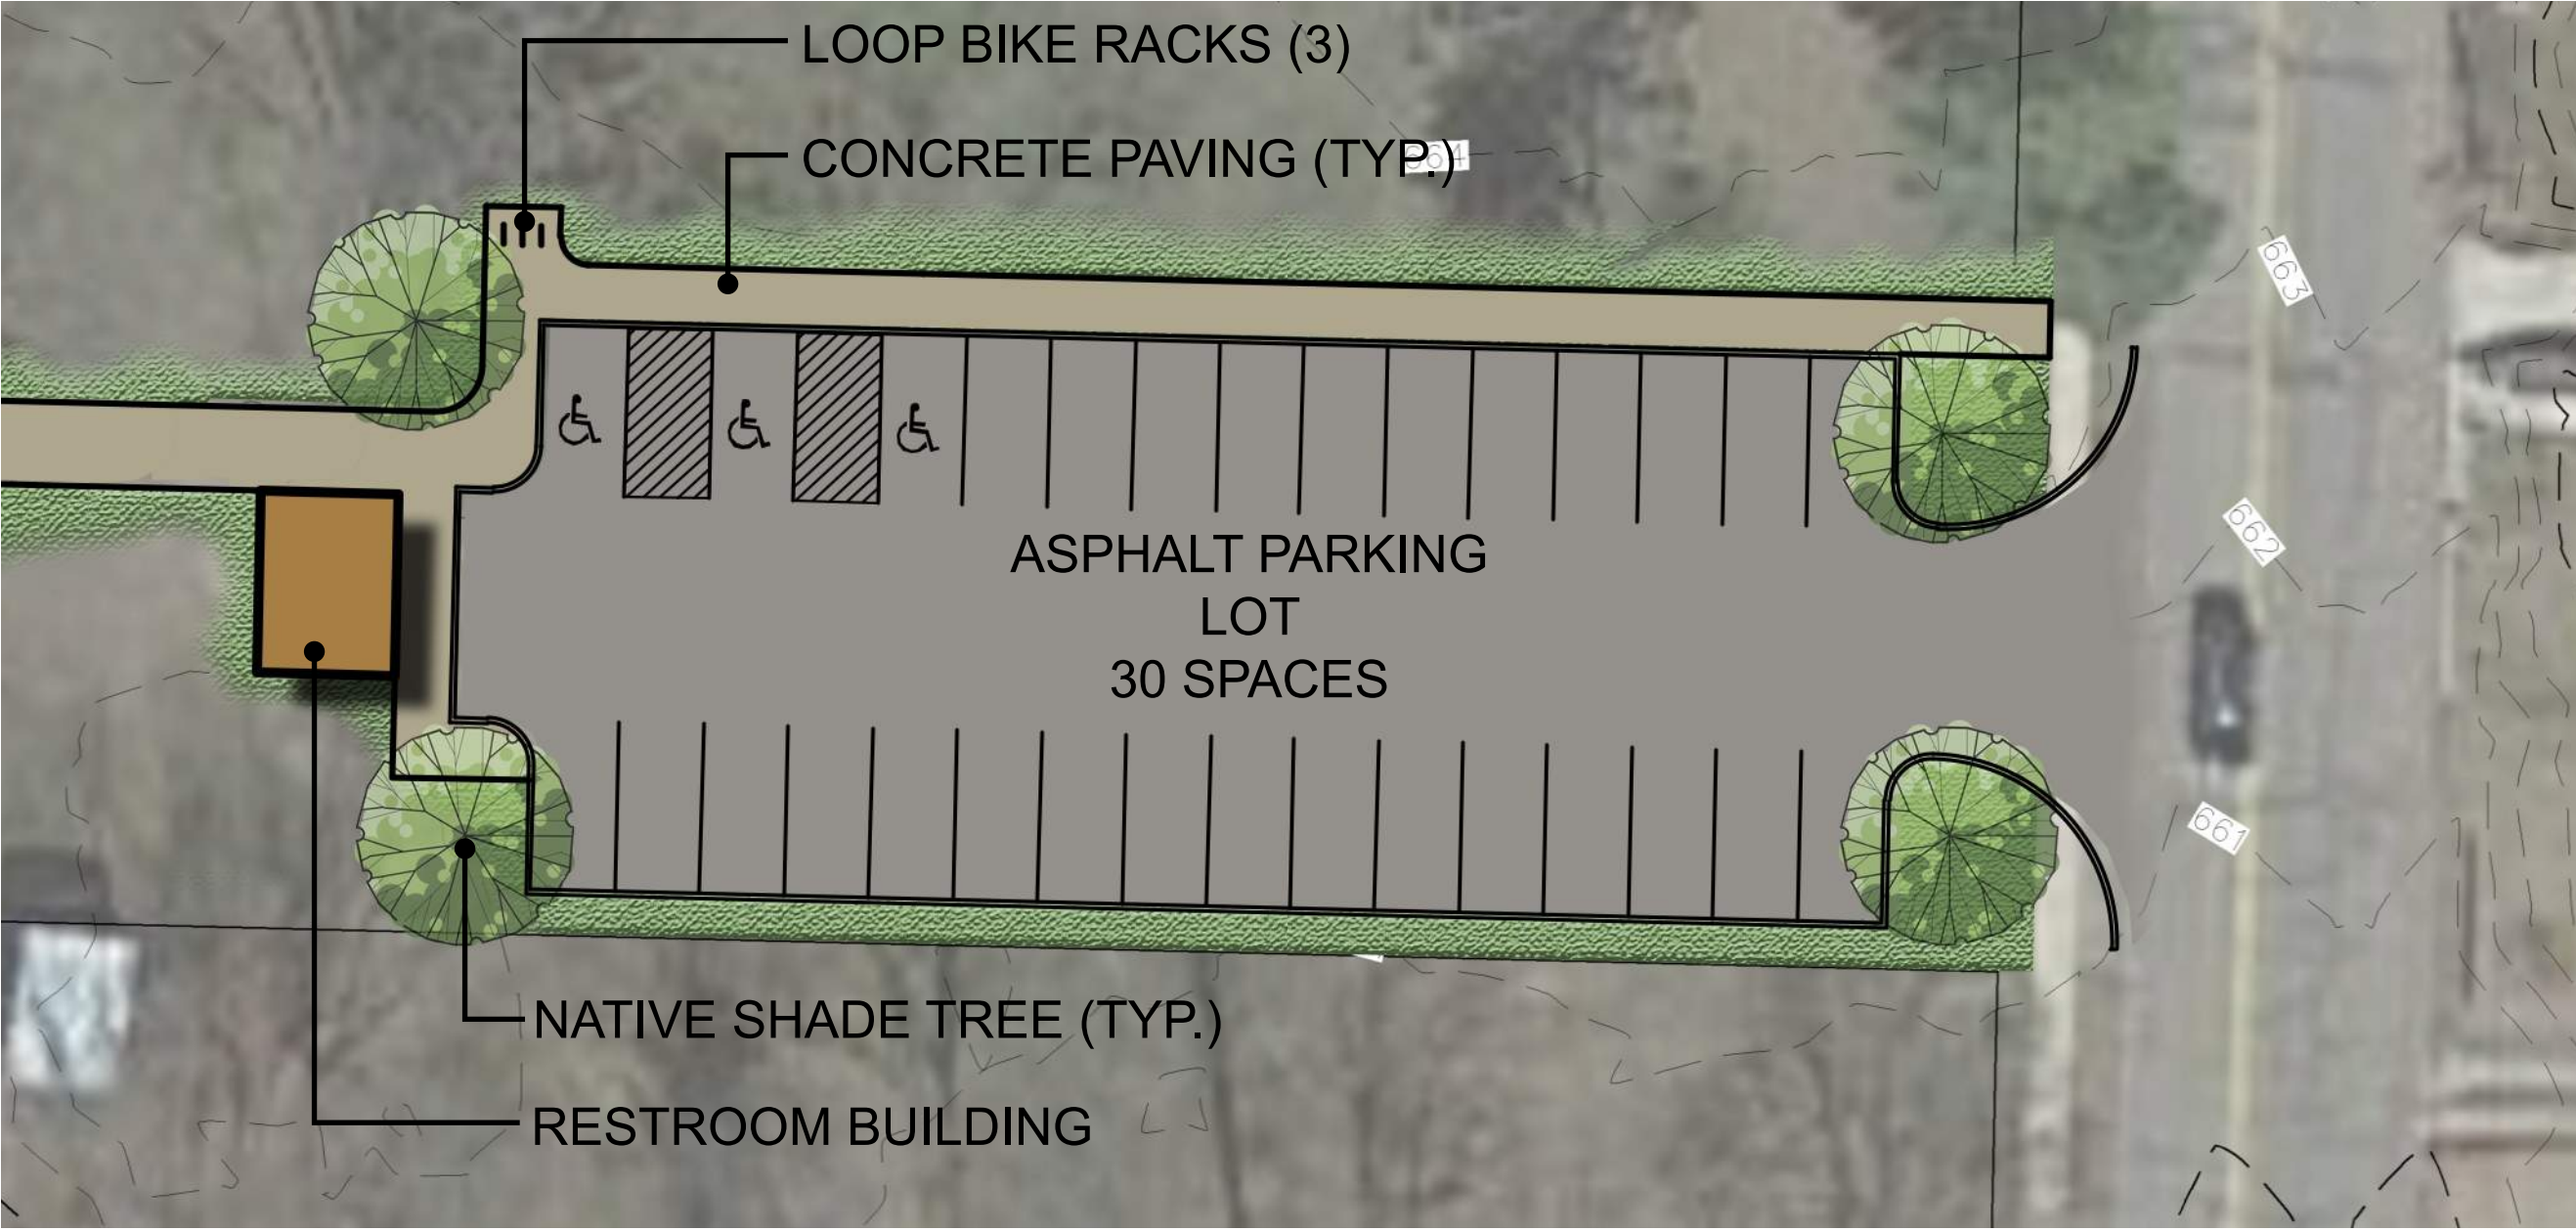 LOOP BIKE RACKS (3)
CONCRETE PAVING (TYP.)
664
663
662
ASPHALT PARKING
LOT
30 SPACES
661
NATIVE SHADE TREE (TYP.)
RESTROOM BUILDING